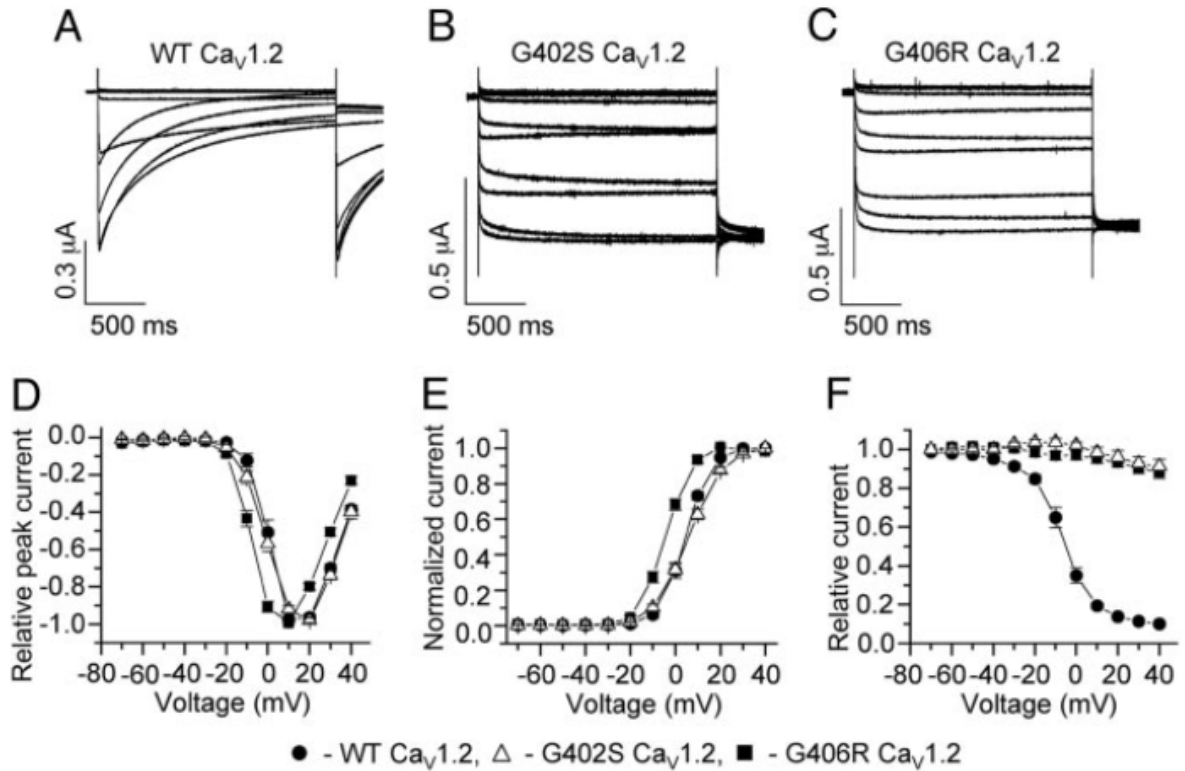 A
WT CaV1.2
0.3 µA
500 ms
B
G402S CaV1.2
0.5 µA
500 ms
C
G406R CaV1.2
0.5 µA
500 ms
D
Relative peak current
0.0
-0.2
-0.4
-0.6
-0.8
-1.0
-80 -60 -40 -20 0 20 40
Voltage (mV)
E
Normalized current
1.0
0.8
0.6
0.4
0.2
0.0
-60 -40 -20 0 20 40
Voltage (mV)
F
Relative current
1.0
0.8
0.6
0.4
0.2
0.0
-80 -60 -40 -20 0 20 40
Voltage (mV)
● - WT CaV1.2, △ - G402S CaV1.2, ■ - G406R CaV1.2